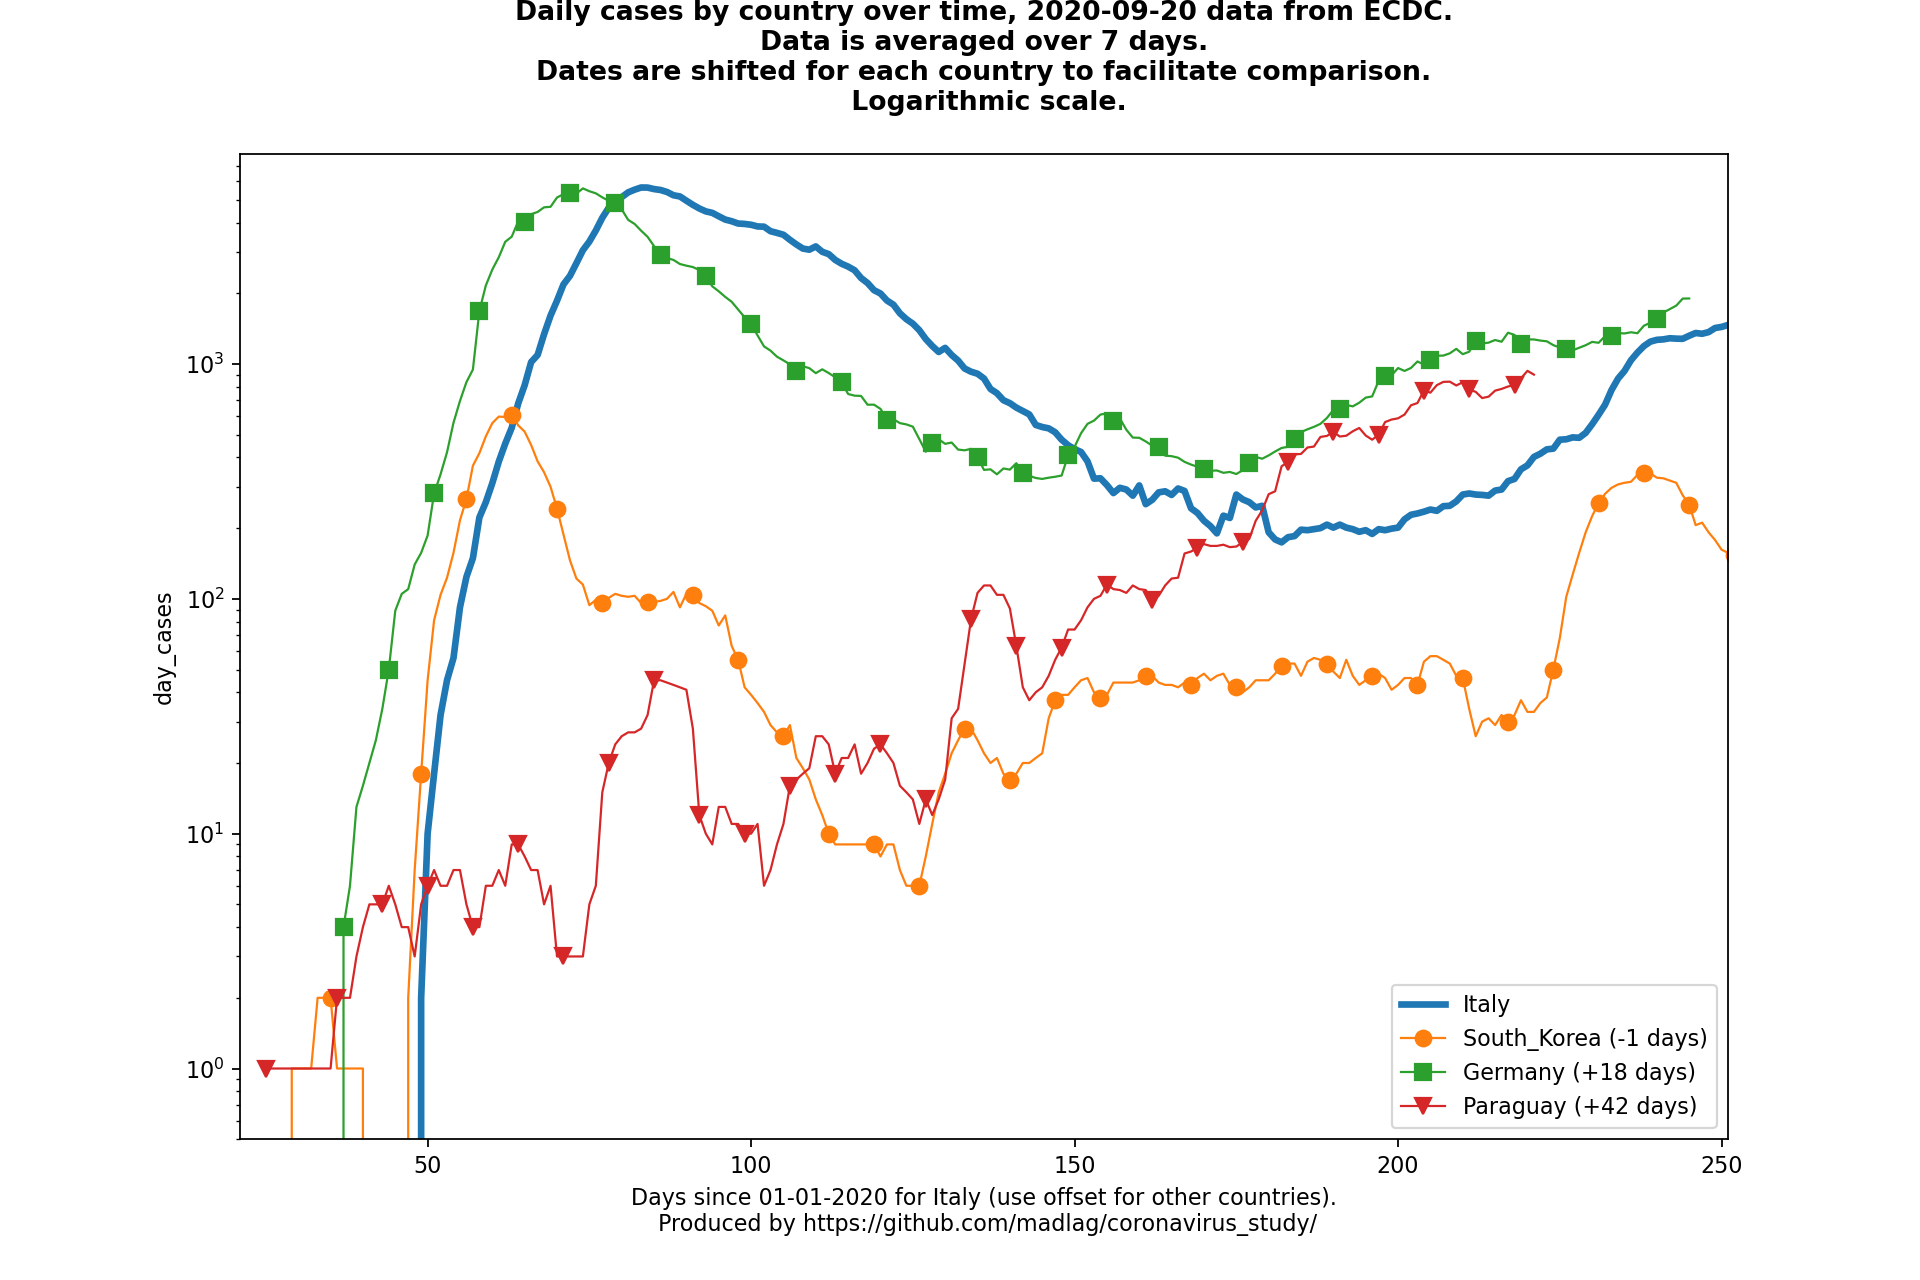 Daily cases by country over time, 2020-09-20 data from ECDC.
Data is averaged over 7 days.
Dates are shifted for each country to facilitate comparison.
Logarithmic scale.
10³
10²
10¹
10⁰
day_cases
50 100 150 200 250
Days since 01-01-2020 for Italy (use offset for other countries).
Produced by https://github.com/madlag/coronavirus_study/
Italy
South_Korea (-1 days)
Germany (+18 days)
Paraguay (+42 days)